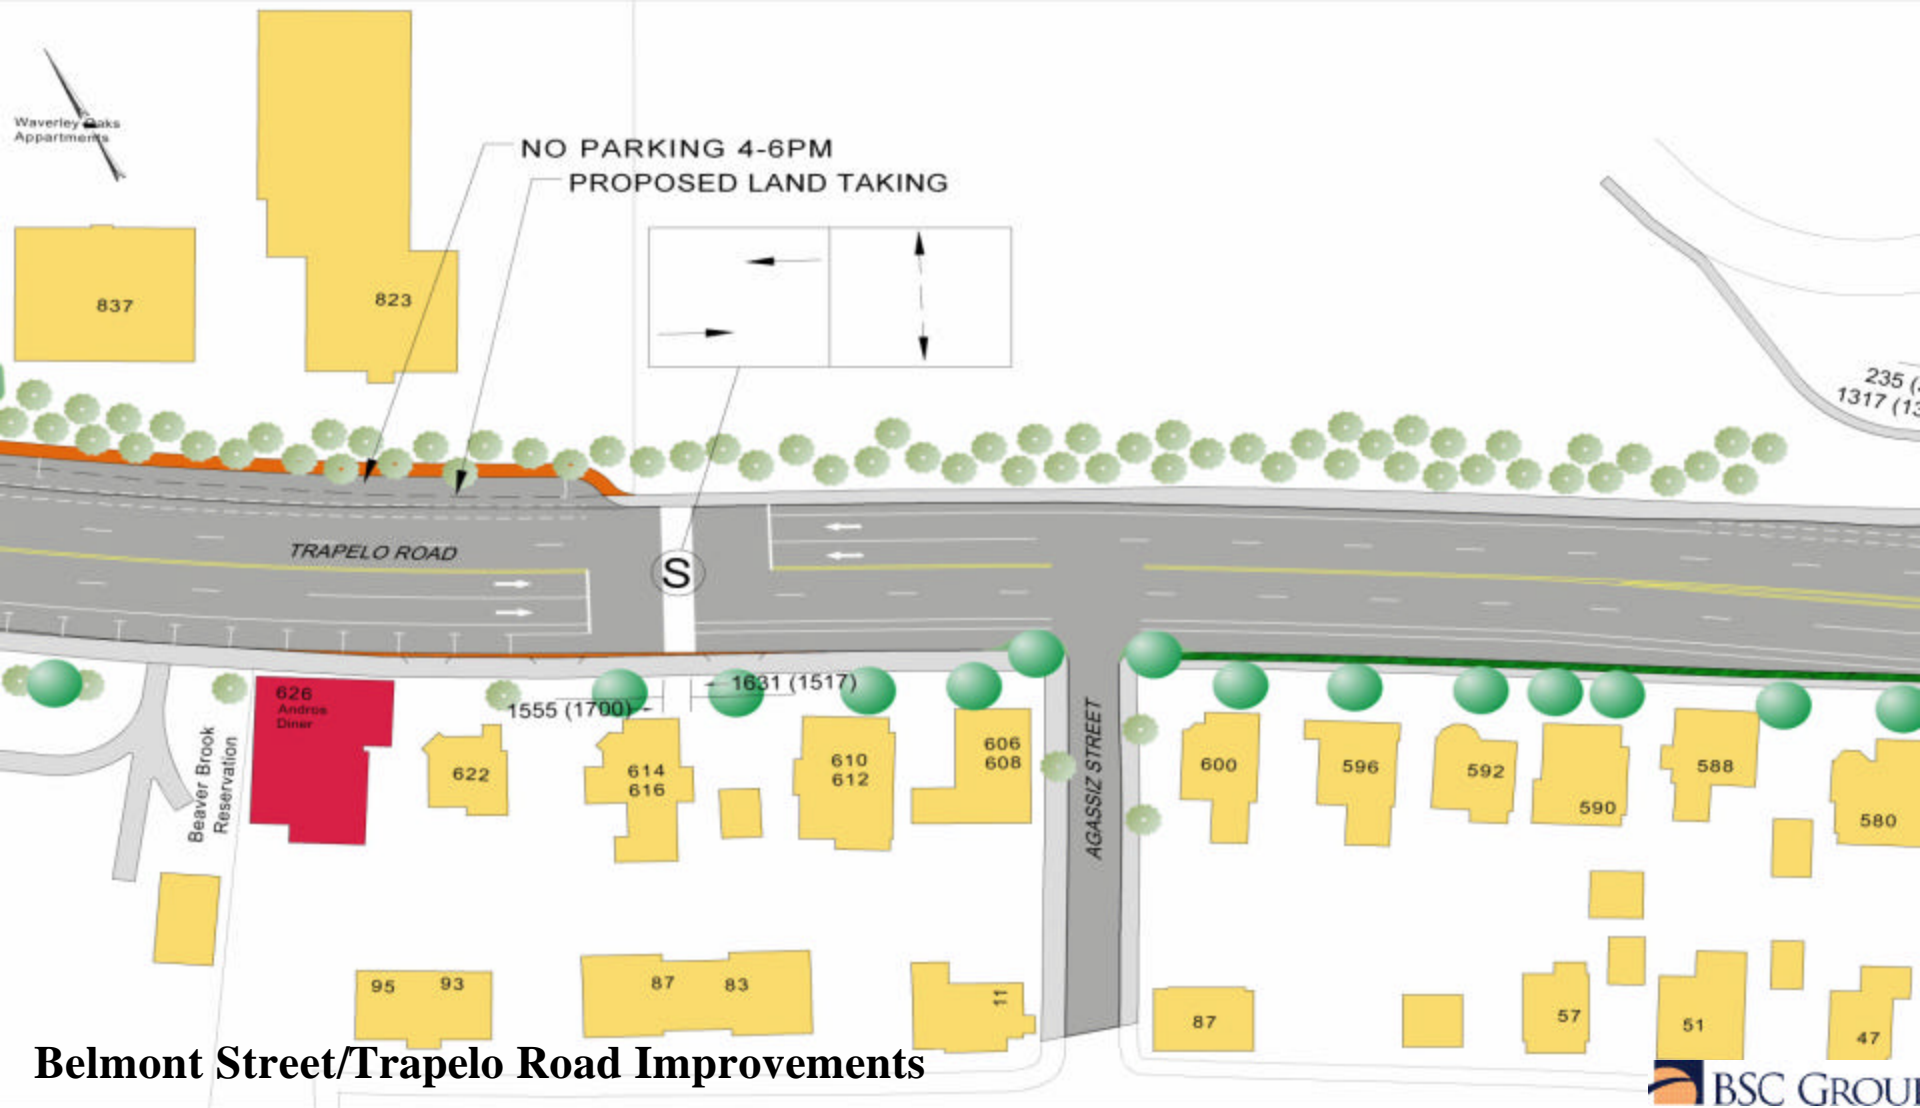 Waverley Oaks
Appartments
NO PARKING 4-6PM
PROPOSED LAND TAKING
837
823
235 (
1317 (13
TRAPELO ROAD
S
626
Andros
Diner
1631 (1517)
1555 (1700)
Beaver Brook
Reservation
622
614
616
610
612
606
608
AGASSIZ STREET
600
596
592
590
588
580
95
93
87
83
11
87
57
51
47
Belmont Street/Trapelo Road Improvements
BSC GROUP